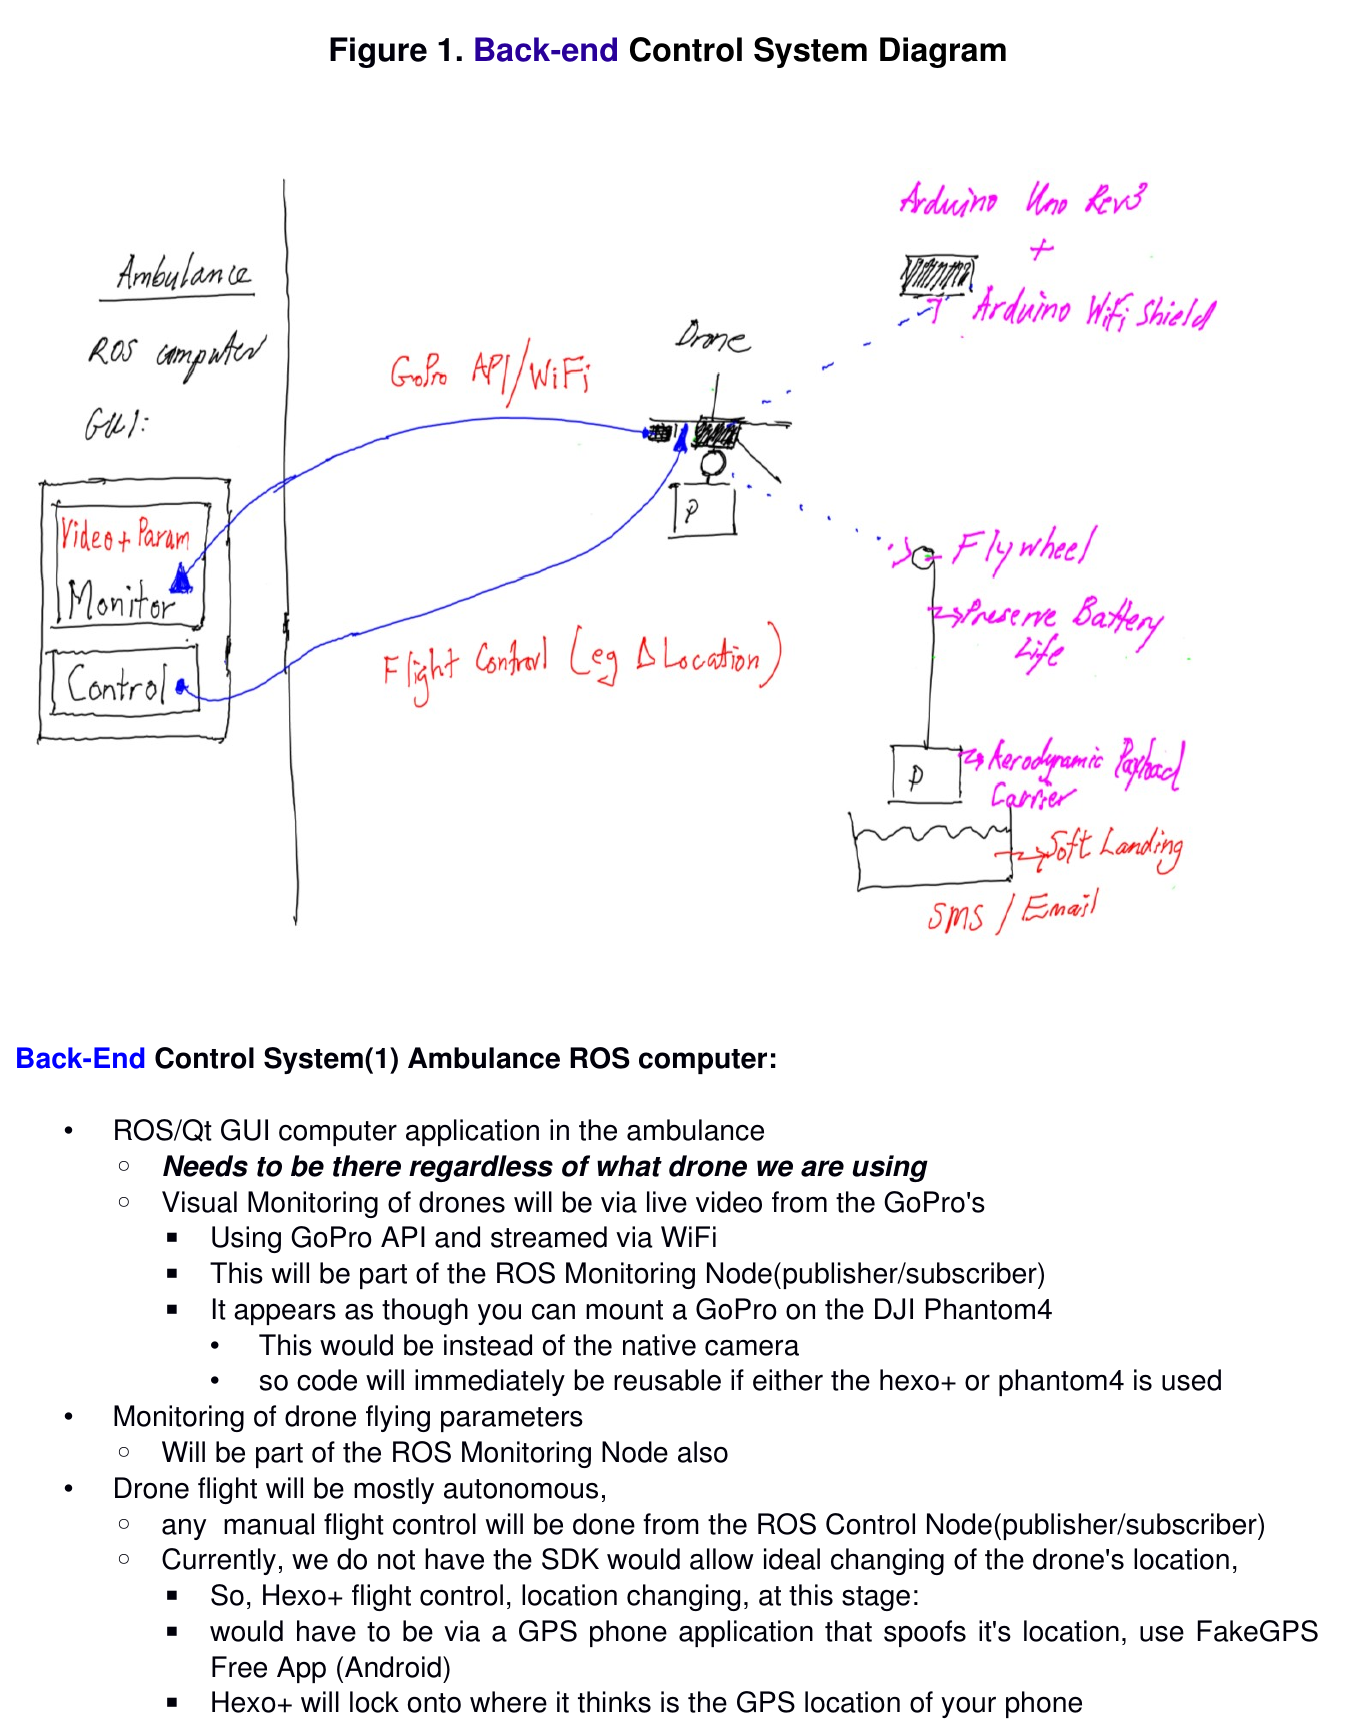 Figure 1. Back-end Control System Diagram
Ambulance
ROS computer
GUI:
Video + Param
Monitor
Control
GoPro API/WiFi
Flight Control (eg Δ Location)
Drone
P
Arduino Uno Rev3
+
Arduino WiFi Shield
Flywheel
Preserve Battery
Life
P
Aerodynamic Payload
Carrier
Soft Landing
SMS / Email
Back-End Control System(1) Ambulance ROS computer:
• ROS/Qt GUI computer application in the ambulance
○ Needs to be there regardless of what drone we are using
○ Visual Monitoring of drones will be via live video from the GoPro's
▪ Using GoPro API and streamed via WiFi
▪ This will be part of the ROS Monitoring Node(publisher/subscriber)
▪ It appears as though you can mount a GoPro on the DJI Phantom4
• This would be instead of the native camera
• so code will immediately be reusable if either the hexo+ or phantom4 is used
• Monitoring of drone flying parameters
○ Will be part of the ROS Monitoring Node also
• Drone flight will be mostly autonomous,
○ any manual flight control will be done from the ROS Control Node(publisher/subscriber)
○ Currently, we do not have the SDK would allow ideal changing of the drone's location,
▪ So, Hexo+ flight control, location changing, at this stage:
▪ would have to be via a GPS phone application that spoofs it's location, use FakeGPS
Free App (Android)
▪ Hexo+ will lock onto where it thinks is the GPS location of your phone